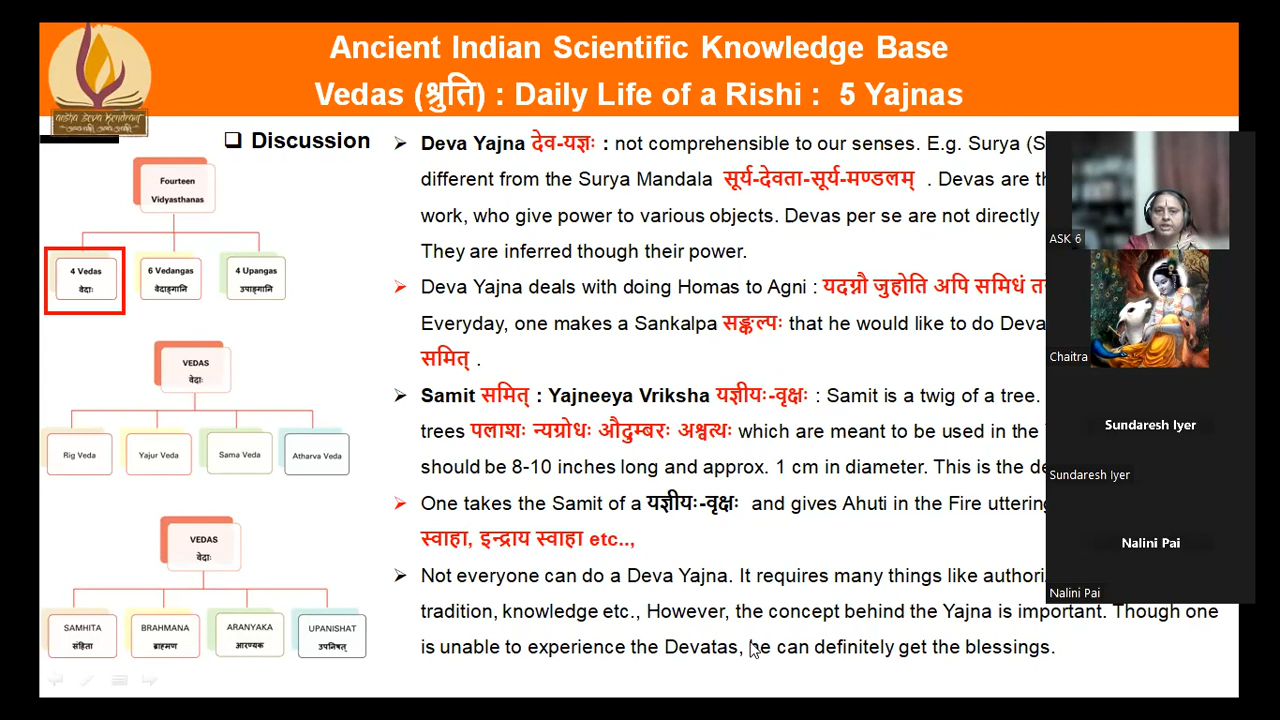 Ancient Indian Scientific Knowledge Base
Vedas (श्रुति) : Daily Life of a Rishi : 5 Yajnas
Discussion
Fourteen
Vidyasthanas
4 Vedas
वेदाः
6 Vedangas
वेदाङ्गानि
4 Upangas
उपाङ्गानि
VEDAS
वेदाः
Rig Veda
Yajur Veda
Sama Veda
Atharva Veda
VEDAS
वेदाः
SAMHITA
संहिता
BRAHMANA
ब्राह्मण
ARANYAKA
आरण्यक
UPANISHAT
उपनिषत्
Deva Yajna देव-यज्ञः : not comprehensible to our senses. E.g. Surya (S
different from the Surya Mandala सूर्य-देवता-सूर्य-मण्डलम् . Devas are th
work, who give power to various objects. Devas per se are not directly
They are inferred though their power.
Deva Yajna deals with doing Homas to Agni : यदग्नौ जुहोति अपि समिधं
Everyday, one makes a Sankalpa सङ्कल्पः that he would like to do Deva
समित् .
Samit समित् : Yajneeya Vriksha यज्ञीयः-वृक्षः : Samit is a twig of a tree.
trees पलाशः न्यग्रोधः औदुम्बरः अश्वत्थः which are meant to be used in the
should be 8-10 inches long and approx. 1 cm in diameter. This is the de
One takes the Samit of a यज्ञीयः-वृक्षः and gives Ahuti in the Fire uttering
स्वाहा, इन्द्राय स्वाहा etc..,
Not everyone can do a Deva Yajna. It requires many things like authori
tradition, knowledge etc., However, the concept behind the Yajna is important. Though one
is unable to experience the Devatas, he can definitely get the blessings.
ASK 6
Chaitra
Sundaresh Iyer
Sundaresh Iyer
Nalini Pai
Nalini Pai